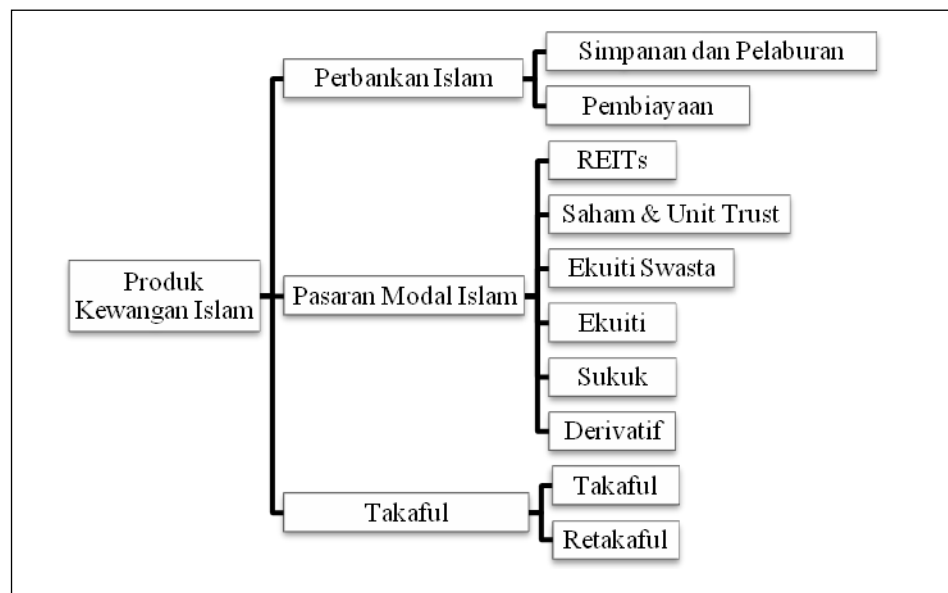 Produk
Kewangan Islam
Perbankan Islam
Simpanan dan Pelaburan
Pembiayaan
Pasaran Modal Islam
REITs
Saham & Unit Trust
Ekuiti Swasta
Ekuiti
Sukuk
Derivatif
Takaful
Takaful
Retakaful